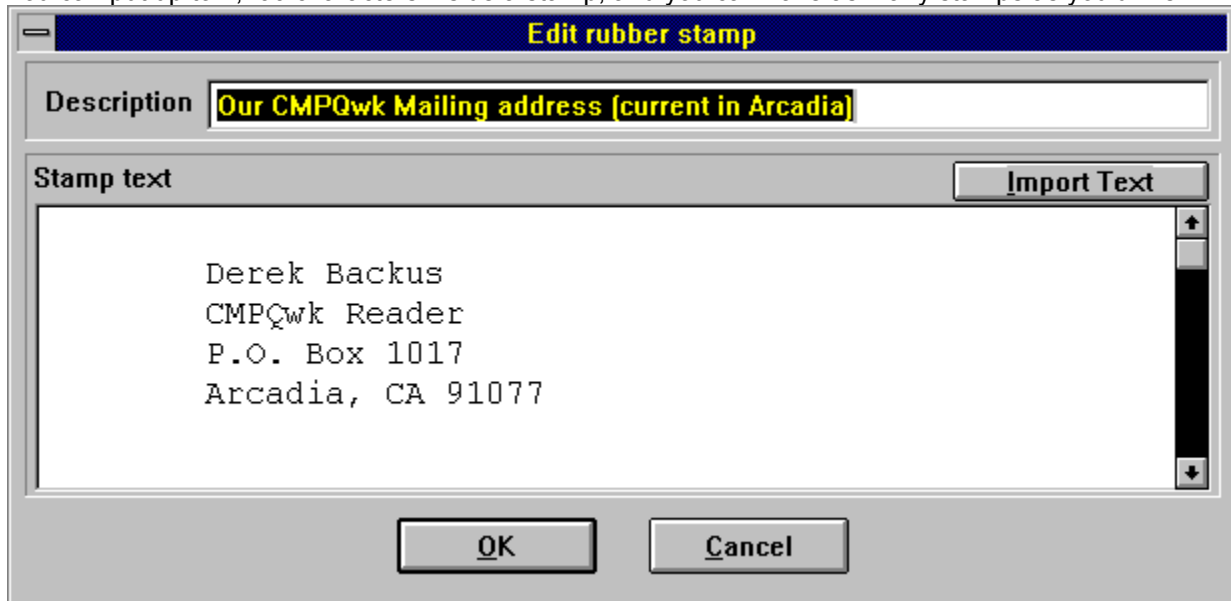 Edit rubber stamp
Description Our CMPQwk Mailing address (current in Arcadia)
Stamp text Import Text
Derek Backus
CMPQwk Reader
P.O. Box 1017
Arcadia, CA 91077
OK Cancel